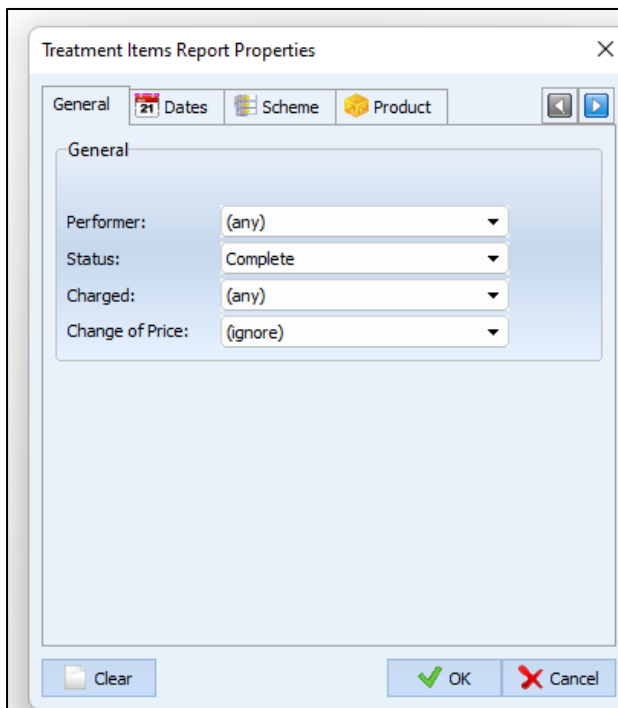 Treatment Items Report Properties
General 21 Dates Scheme Product
General
Performer: (any)
Status: Complete
Charged: (any)
Change of Price: (ignore)
Clear OK Cancel